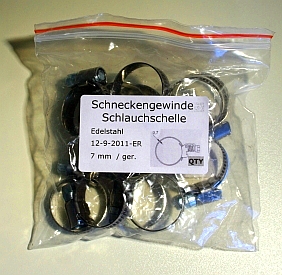 Schneckengewinde
Schlauchschelle
Edelstahl
12-9-2011-ER
7 mm / ger.
QTY